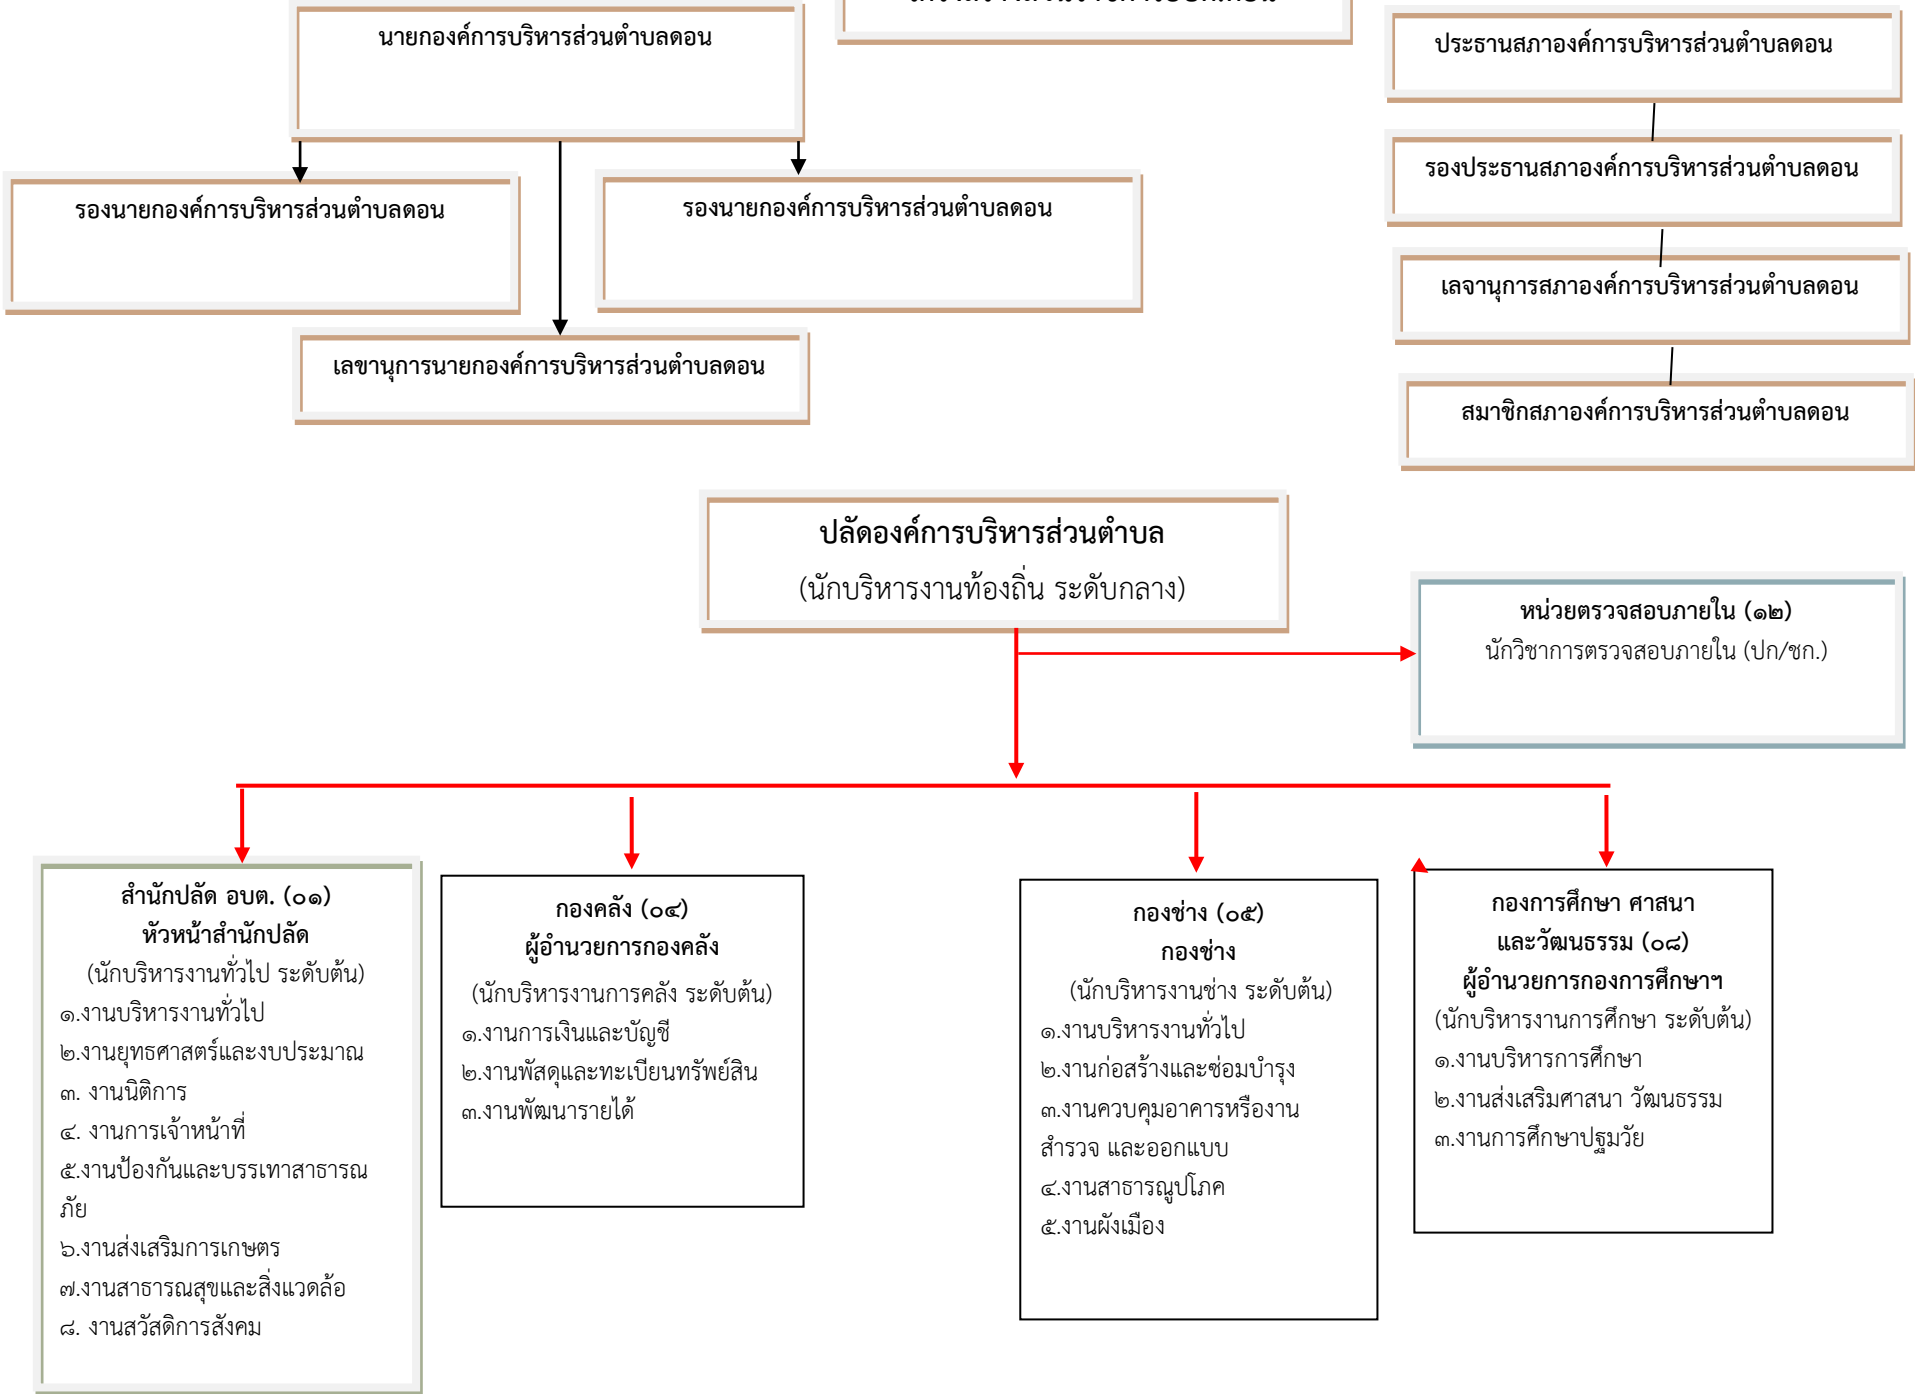 นายกองค์การบริหารส่วนตำบลดอน
ประธานสภาองค์การบริหารส่วนตำบลดอน
รองประธานสภาองค์การบริหารส่วนตำบลดอน
รองนายกองค์การบริหารส่วนตำบลดอน
รองนายกองค์การบริหารส่วนตำบลดอน
เลจานุการสภาองค์การบริหารส่วนตำบลดอน
เลขานุการนายกองค์การบริหารส่วนตำบลดอน
สมาชิกสภาองค์การบริหารส่วนตำบลดอน
ปลัดองค์การบริหารส่วนตำบล
(นักบริหารงานท้องถิ่น ระดับกลาง)
หน่วยตรวจสอบภายใน (๑๒)
นักวิชาการตรวจสอบภายใน (ปก/ชก.)
สำนักปลัด อบต. (๐๑)
หัวหน้าสำนักปลัด
(นักบริหารงานทั่วไป ระดับต้น)
๑.งานบริหารงานทั่วไป
๒.งานยุทธศาสตร์และงบประมาณ
๓. งานนิติการ
๔. งานการเจ้าหน้าที่
๕.งานป้องกันและบรรเทาสาธารณ
ภัย
๖.งานส่งเสริมการเกษตร
๗.งานสาธารณสุขและสิ่งแวดล้อ
๘. งานสวัสดิการสังคม
กองคลัง (๐๔)
ผู้อำนวยการกองคลัง
(นักบริหารงานการคลัง ระดับต้น)
๑.งานการเงินและบัญชี
๒.งานพัสดุและทะเบียนทรัพย์สิน
๓.งานพัฒนารายได้
กองช่าง (๐๕)
กองช่าง
(นักบริหารงานช่าง ระดับต้น)
๑.งานบริหารงานทั่วไป
๒.งานก่อสร้างและซ่อมบำรุง
๓.งานควบคุมอาคารหรืองาน
สำรวจ และออกแบบ
๔.งานสาธารณูปโภค
๕.งานผังเมือง
กองการศึกษา ศาสนา
และวัฒนธรรม (๐๘)
ผู้อำนวยการกองการศึกษาฯ
(นักบริหารงานการศึกษา ระดับต้น)
๑.งานบริหารการศึกษา
๒.งานส่งเสริมศาสนา วัฒนธรรม
๓.งานการศึกษาปฐมวัย